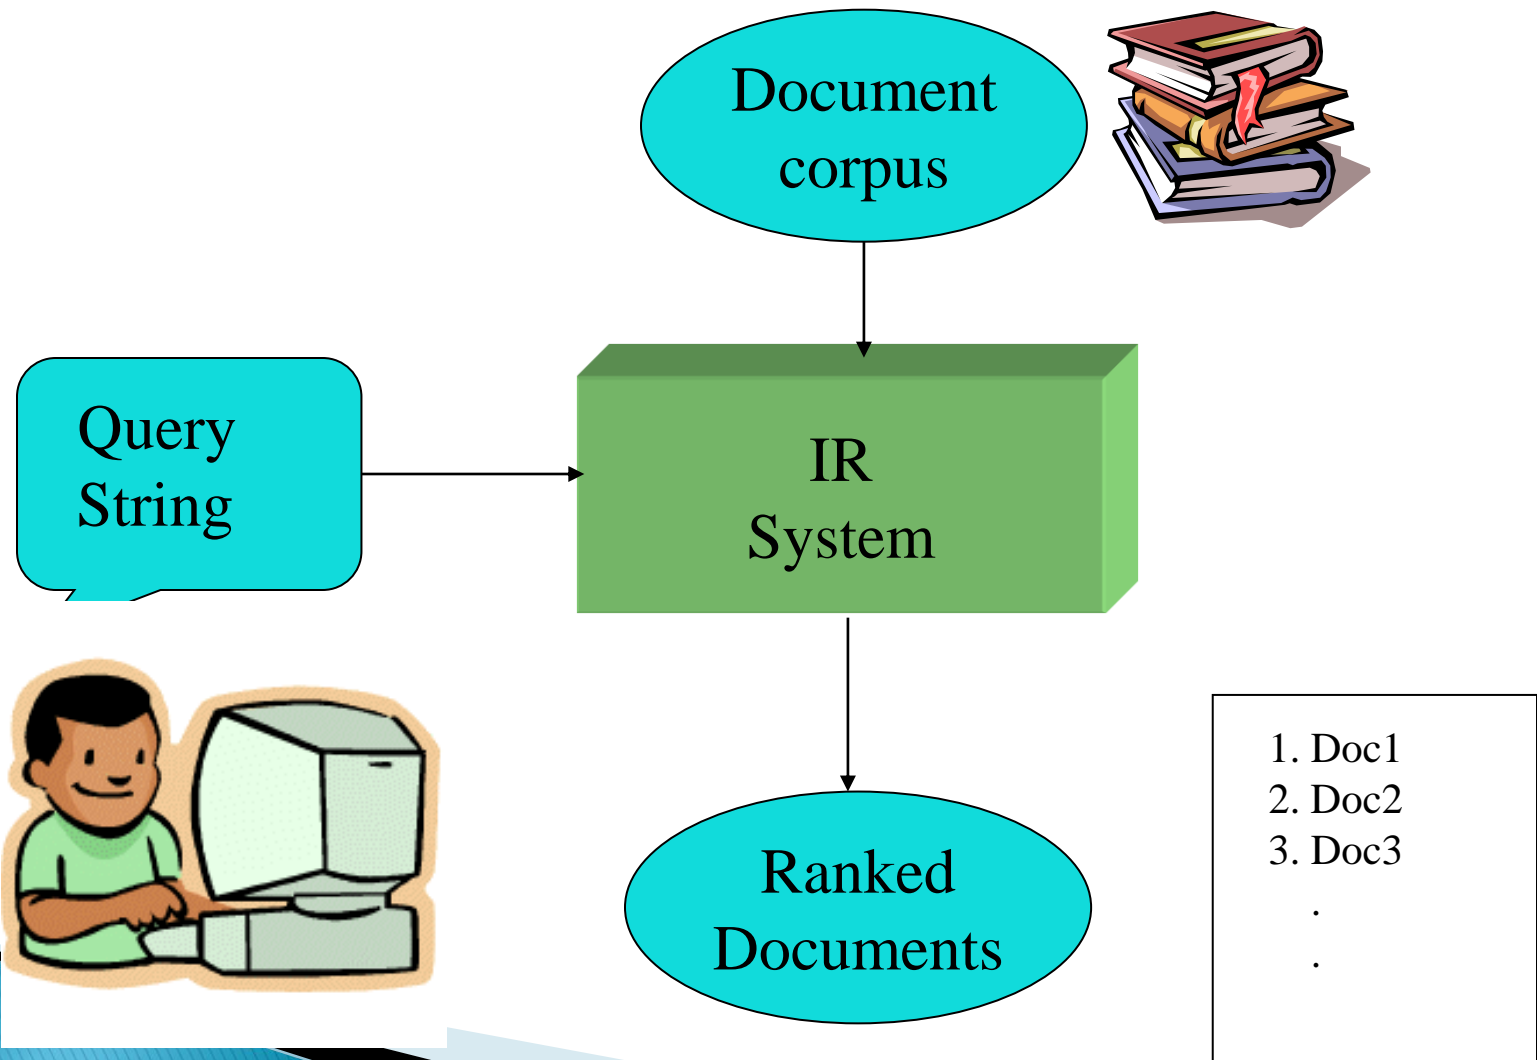 Document
corpus
Query
String
IR
System
Ranked
Documents
1. Doc1
2. Doc2
3. Doc3
.
.